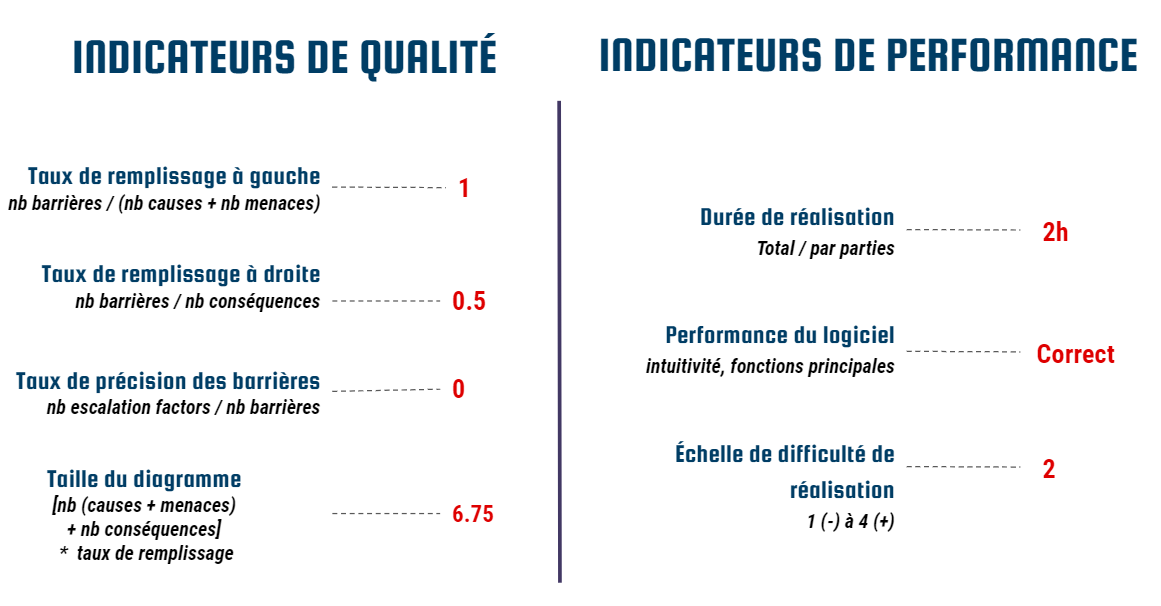 INDICATEURS DE QUALITÉ
Taux de remplissage à gauche
nb barrières / (nb causes + nb menaces)
1
Taux de remplissage à droite
nb barrières / nb conséquences
0.5
Taux de précision des barrières
nb escalation factors / nb barrières
0
Taille du diagramme
[nb (causes + menaces)
+ nb conséquences]
* taux de remplissage
6.75
INDICATEURS DE PERFORMANCE
Durée de réalisation
Total / par parties
2h
Performance du logiciel
intuitivité, fonctions principales
Correct
Échelle de difficulté de
réalisation
1 (-) à 4 (+)
2